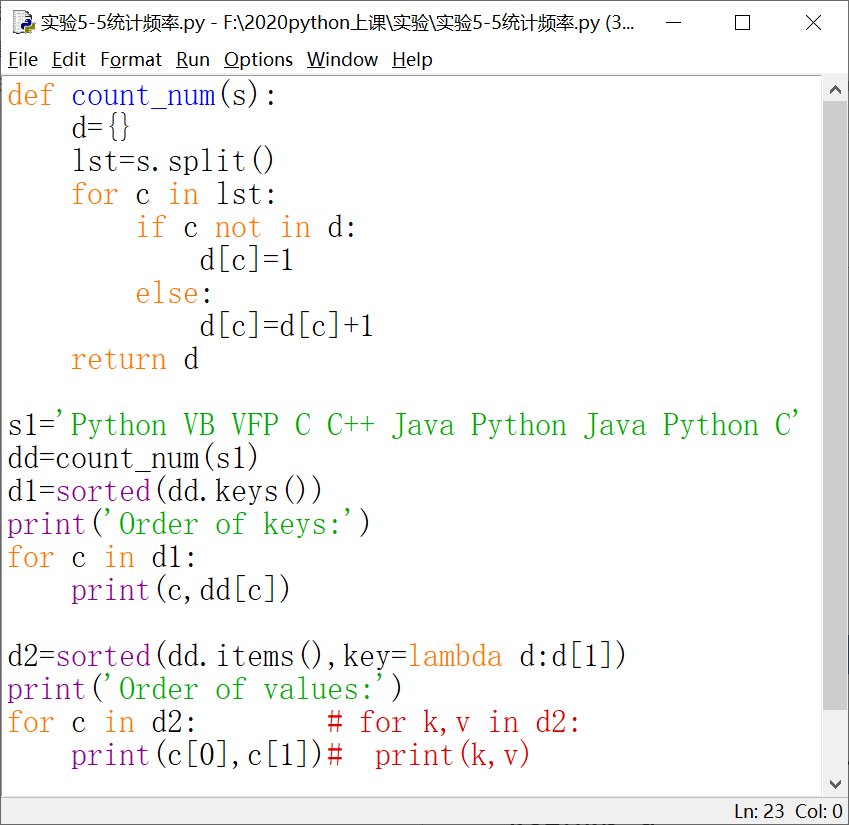 实验5-5统计频率.py - F:\2020python上课\实验\实验5-5统计频率.py (3...
File Edit Format Run Options Window Help
def count_num(s):
    d={}
    lst=s.split()
    for c in lst:
        if c not in d:
            d[c]=1
        else:
            d[c]=d[c]+1
    return d
s1='Python VB VFP C C++ Java Python Java Python C'
dd=count_num(s1)
d1=sorted(dd.keys())
print('Order of keys:')
for c in d1:
    print(c,dd[c])
d2=sorted(dd.items(),key=lambda d:d[1])
print('Order of values:')
for c in d2:        # for k,v in d2:
    print(c[0],c[1])#  print(k,v)
Ln: 23 Col: 0